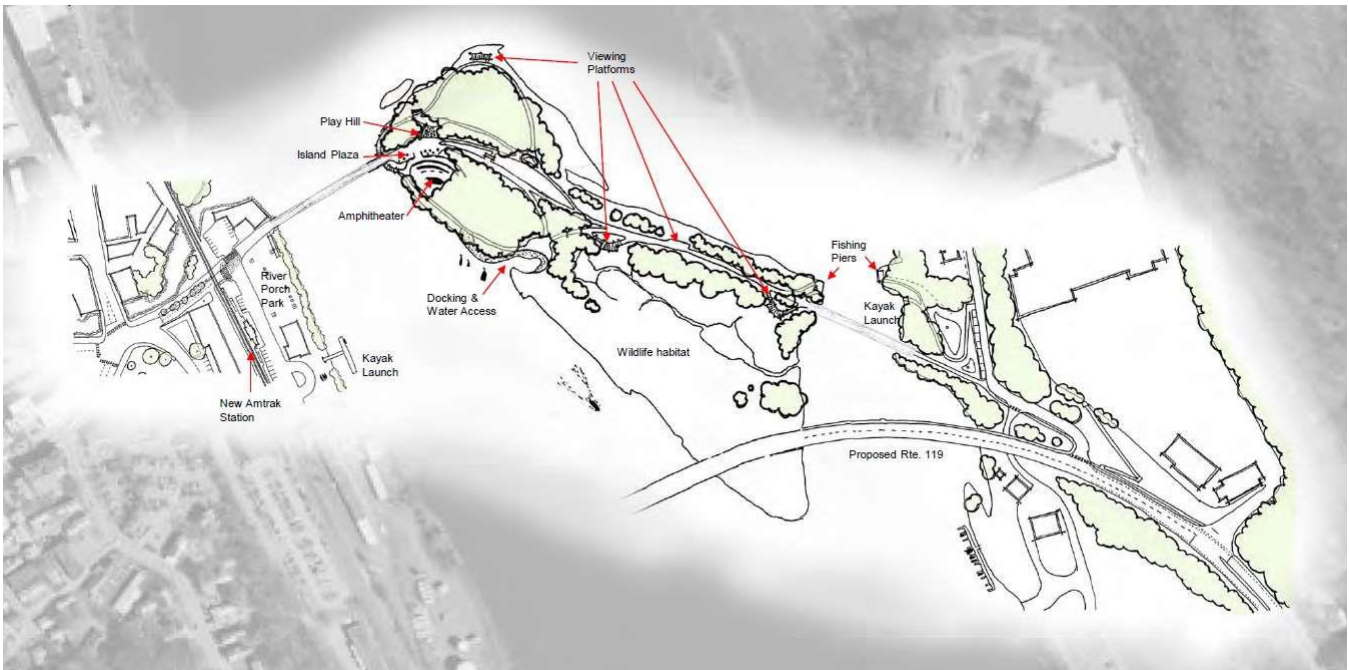 Viewing
Platforms
Play Hill
Island Plaza
Amphitheater
Fishing
Piers
River
Porch
Park
Docking &
Water Access
Kayak
Launch
Kayak
Launch
Wildlife habitat
New Amtrak
Station
Proposed Rte. 119